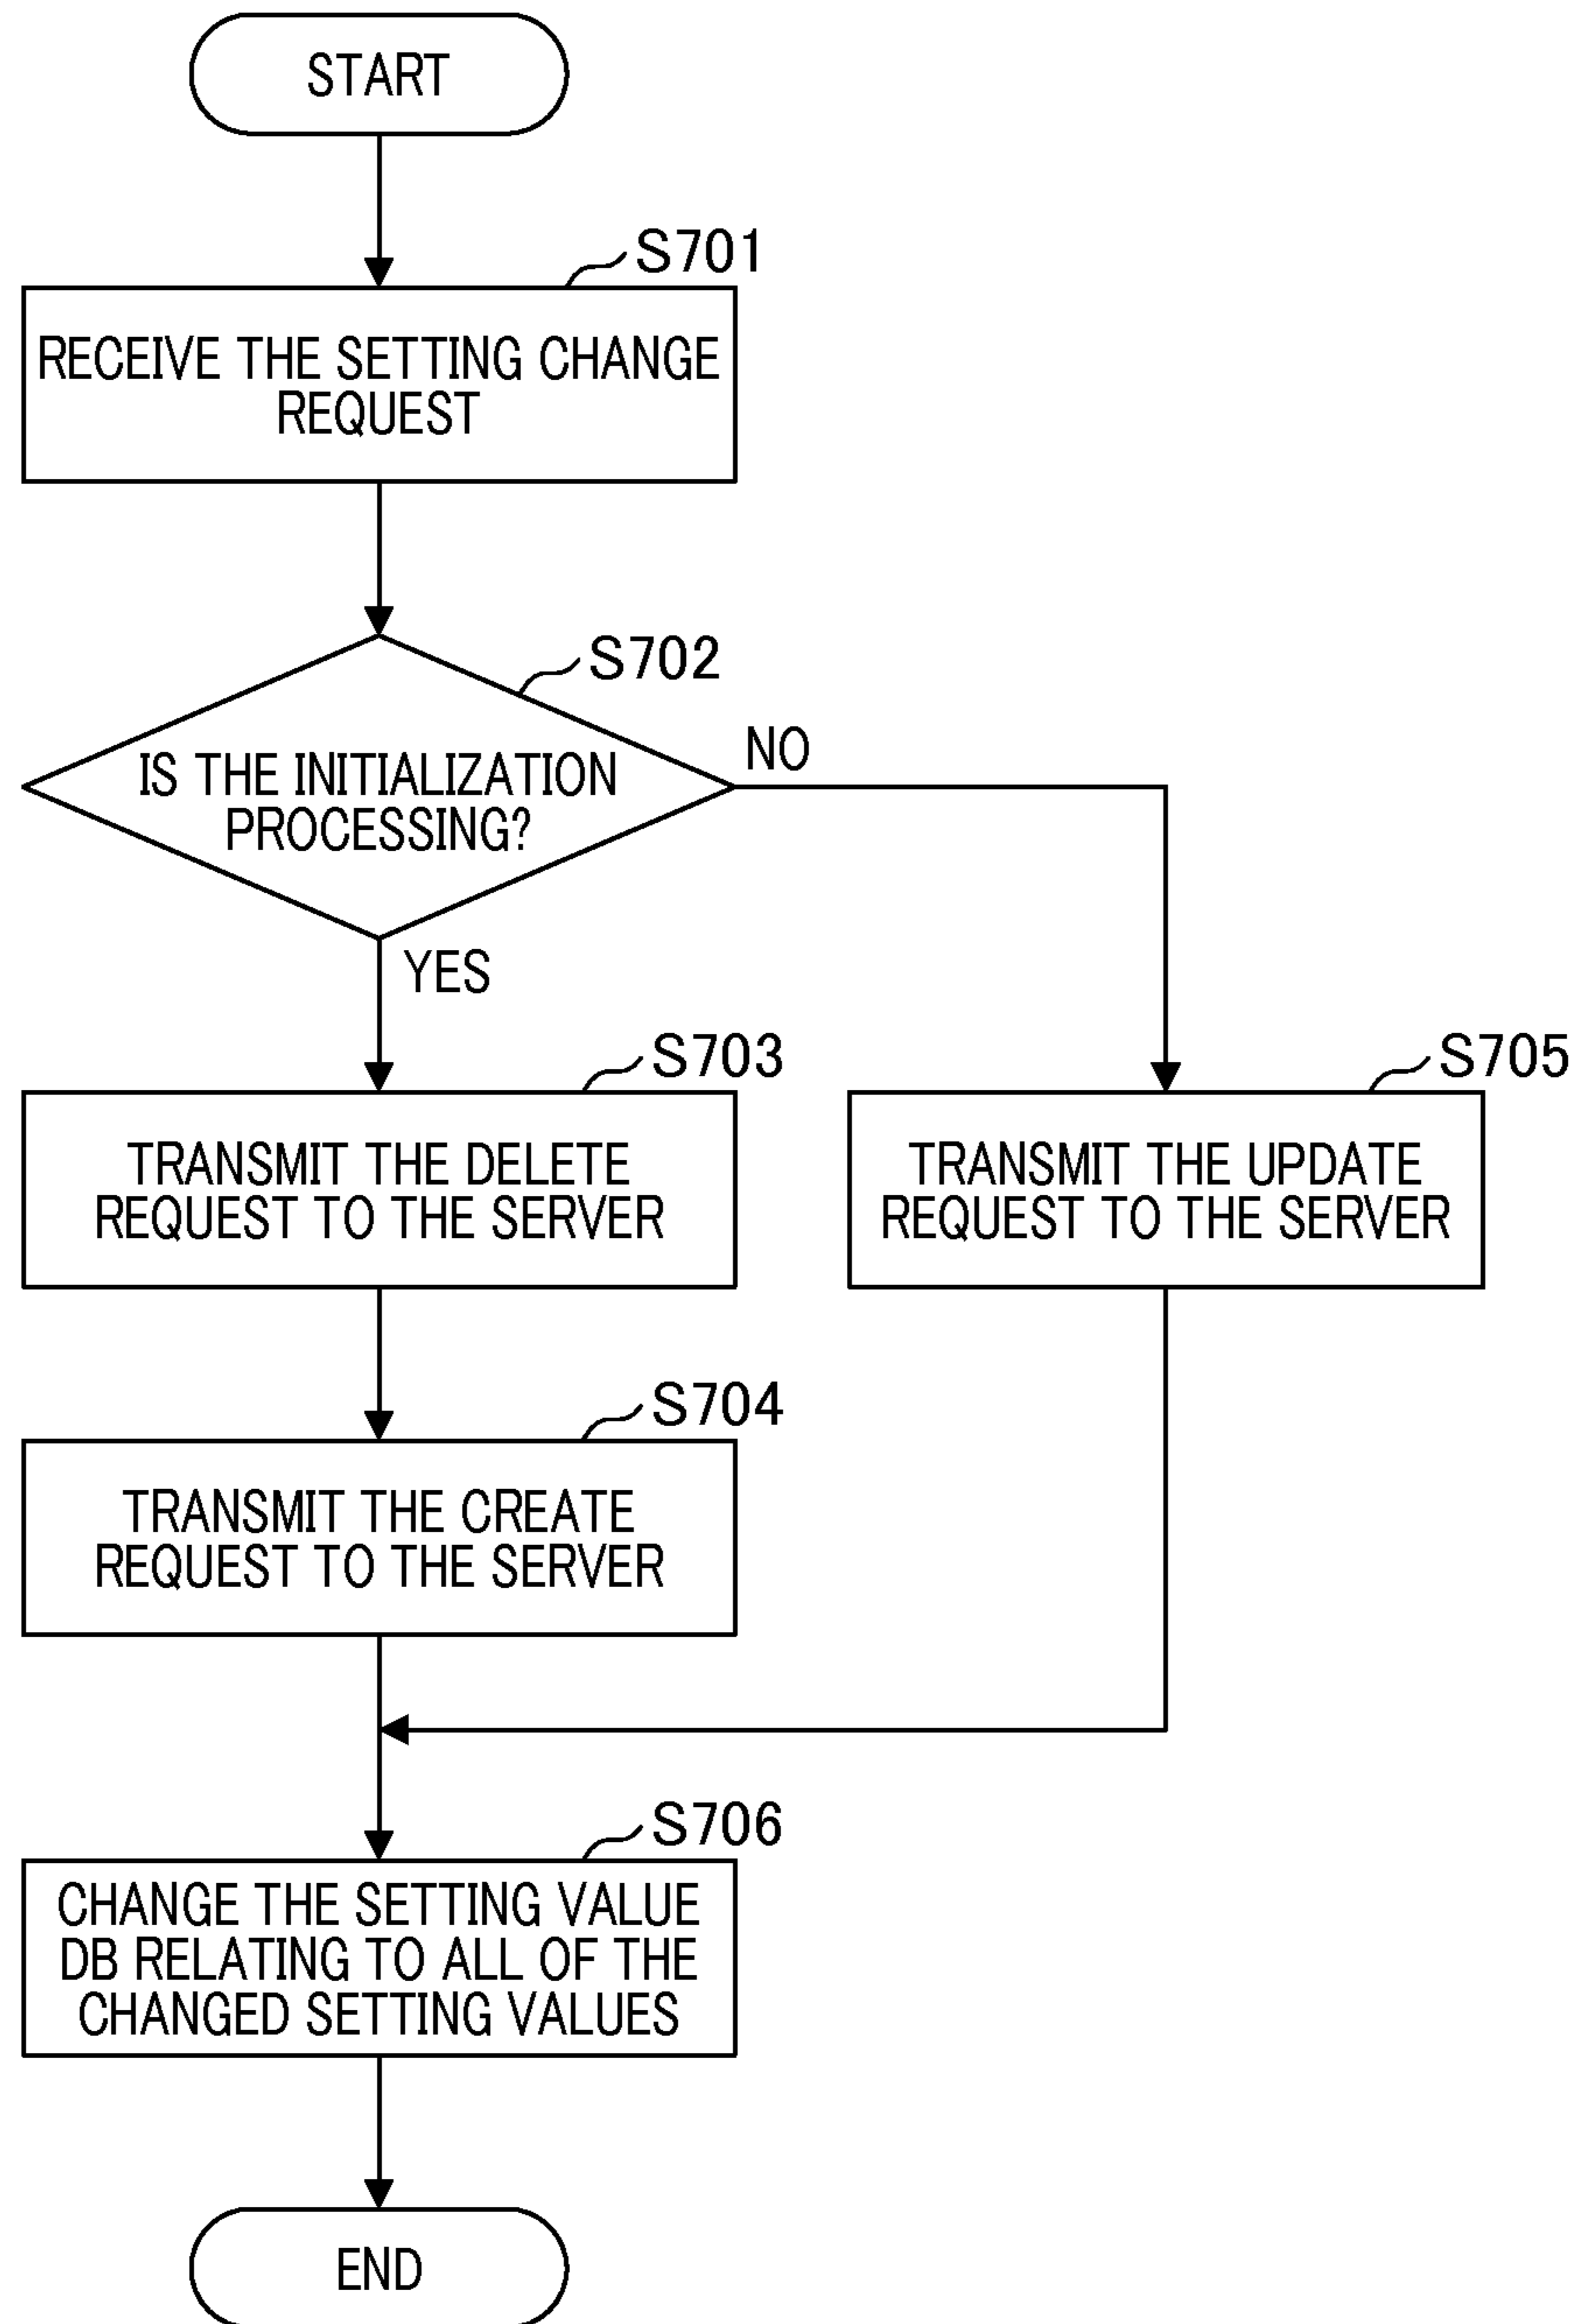 START
S701
RECEIVE THE SETTING CHANGE
REQUEST
S702
IS THE INITIALIZATION
PROCESSING?
NO
YES
S703
TRANSMIT THE DELETE
REQUEST TO THE SERVER
S705
TRANSMIT THE UPDATE
REQUEST TO THE SERVER
S704
TRANSMIT THE CREATE
REQUEST TO THE SERVER
S706
CHANGE THE SETTING VALUE
DB RELATING TO ALL OF THE
CHANGED SETTING VALUES
END